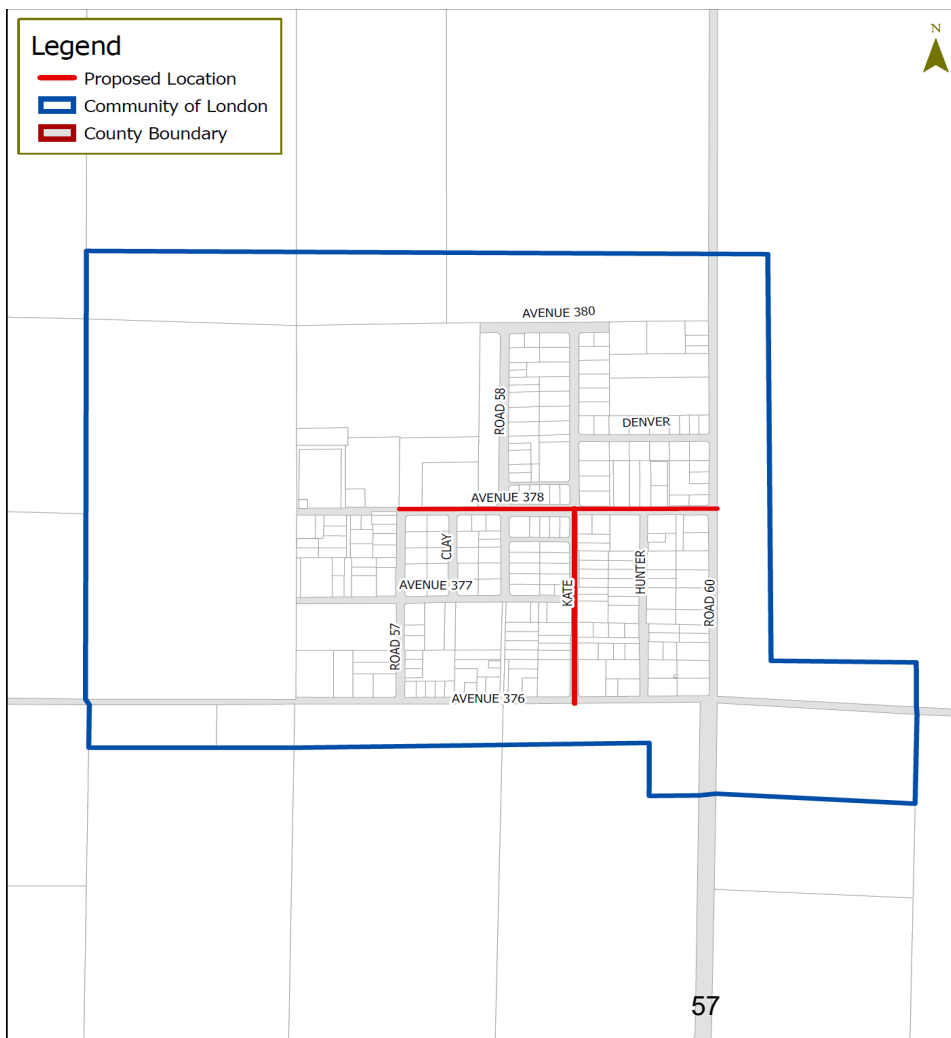 Legend
Proposed Location
Community of London
County Boundary
N
AVENUE 380
ROAD 58
DENVER
AVENUE 378
CLAY
AVENUE 377
KATE
HUNTER
ROAD 60
ROAD 57
AVENUE 376
57